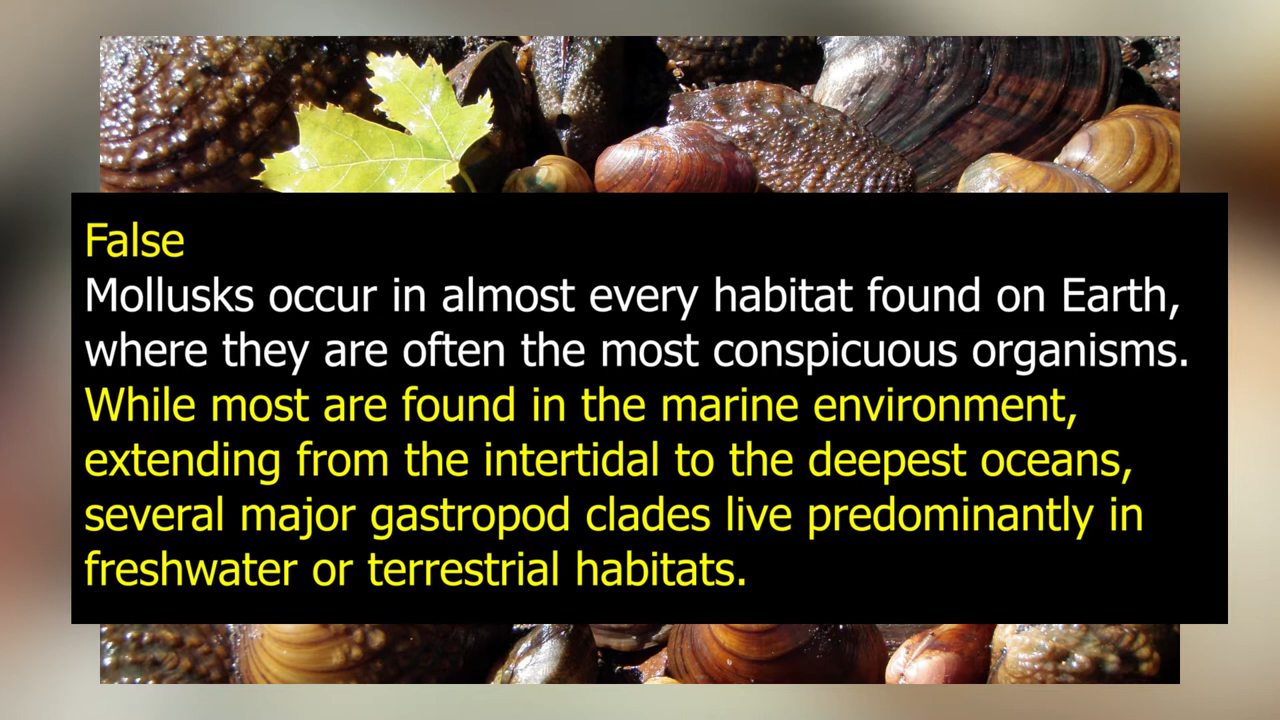 False
Mollusks occur in almost every habitat found on Earth,
where they are often the most conspicuous organisms.
While most are found in the marine environment,
extending from the intertidal to the deepest oceans,
several major gastropod clades live predominantly in
freshwater or terrestrial habitats.